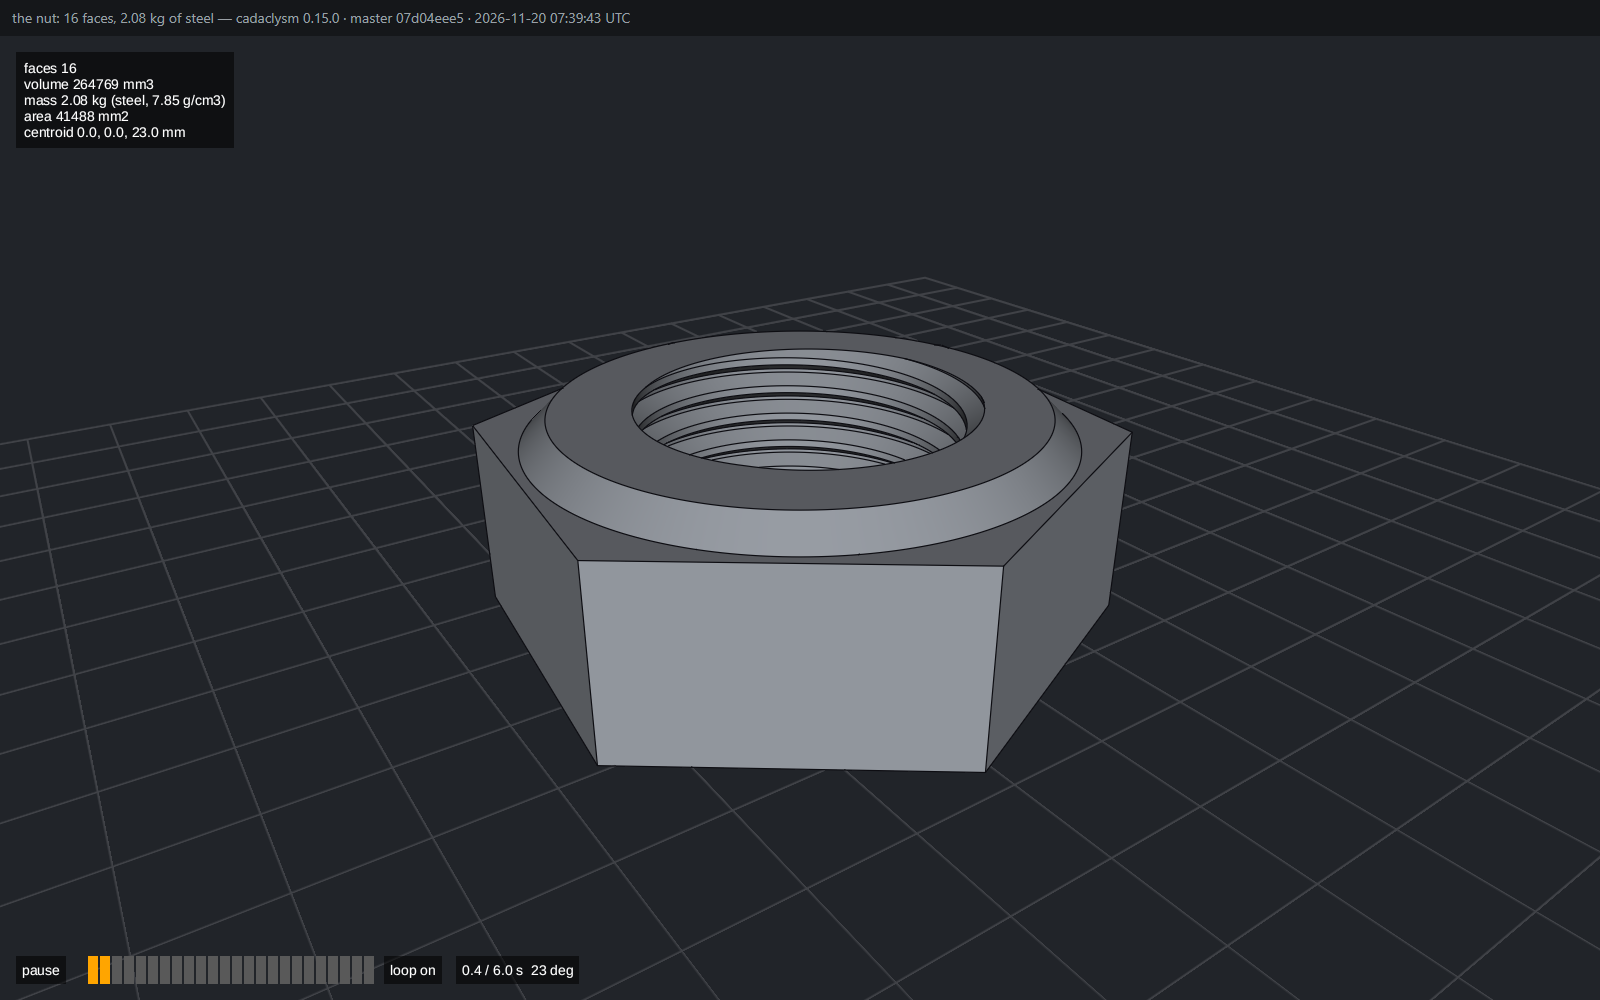 the nut: 16 faces, 2.08 kg of steel — cadaclysm 0.15.0 · master 07d04eee5 · 2026-11-20 07:39:43 UTC
faces 16
volume 264769 mm3
mass 2.08 kg (steel, 7.85 g/cm3)
area 41488 mm2
centroid 0.0, 0.0, 23.0 mm
pause
loop on
0.4 / 6.0 s 23 deg